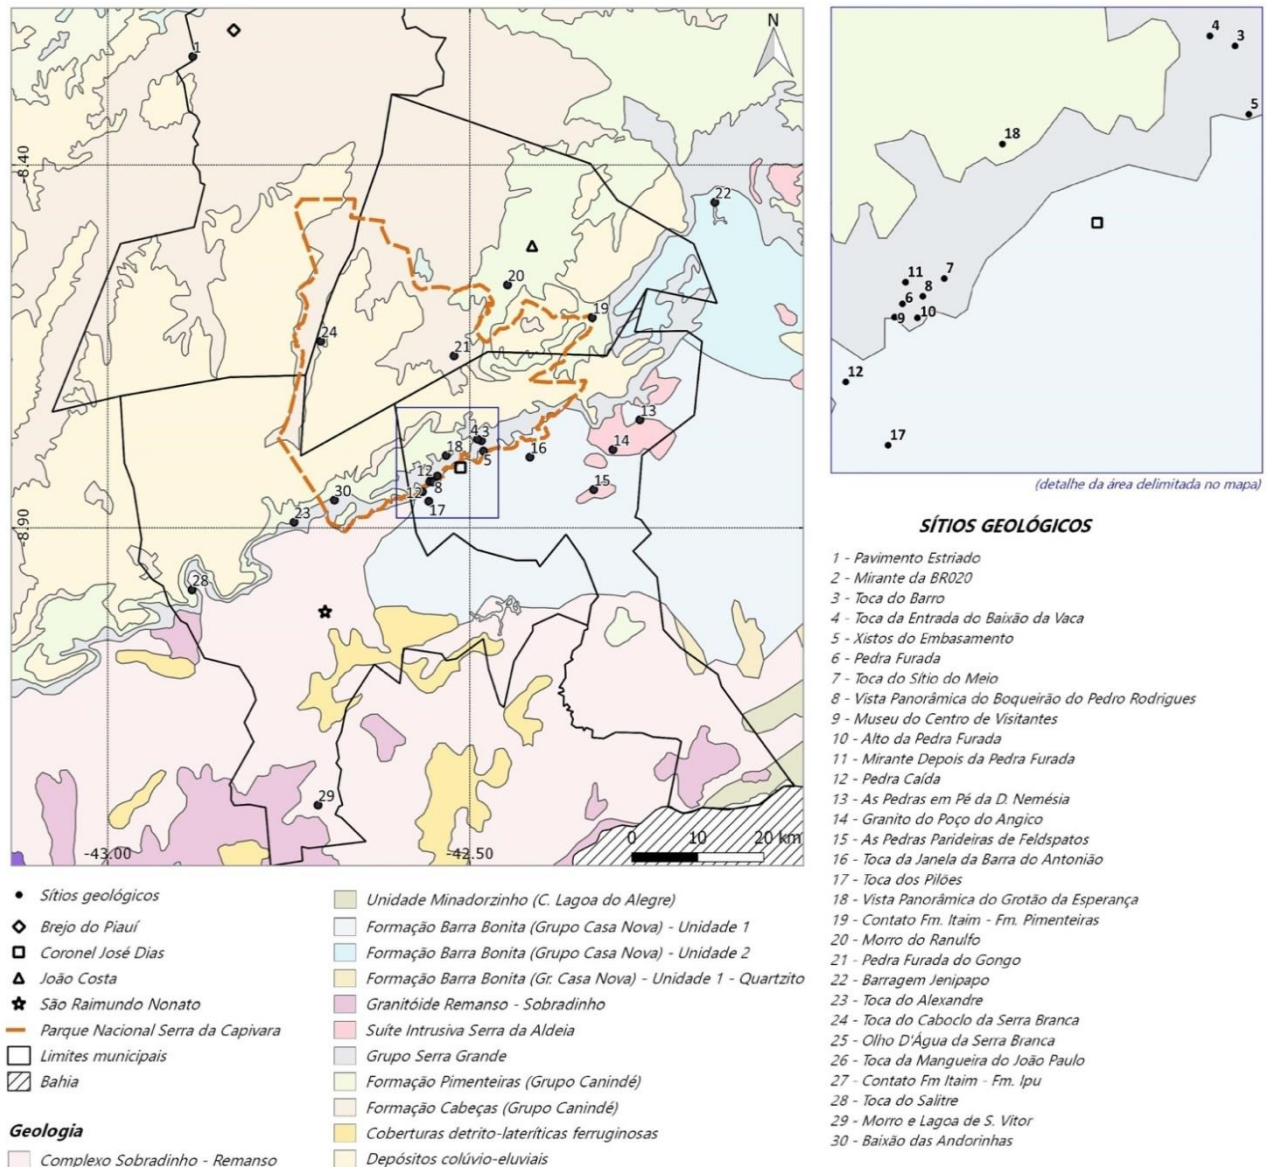 N
1
-8.40
22
20
19
24
21
13
43
18
5
16
14
12
8
12
15
30
17
23
-8.90
28
29
-43.00
-42.50
0 10 20 km
4
3
5
18
11
7
8
6
9
10
12
17
(detalhe da área delimitada no mapa)
SÍTIOS GEOLÓGICOS
1 - Pavimento Estriado
2 - Mirante da BR020
3 - Toca do Barro
4 - Toca da Entrada do Baixão da Vaca
5 - Xistos do Embasamento
6 - Pedra Furada
7 - Toca do Sítio do Meio
8 - Vista Panorâmica do Boqueirão do Pedro Rodrigues
9 - Museu do Centro de Visitantes
10 - Alto da Pedra Furada
11 - Mirante Depois da Pedra Furada
12 - Pedra Caída
13 - As Pedras em Pé da D. Nemésia
14 - Granito do Poço do Angico
15 - As Pedras Parideiras de Feldspatos
16 - Toca da Janela da Barra do Antonião
17 - Toca dos Pilões
18 - Vista Panorâmica do Grotão da Esperança
19 - Contato Fm. Itaim - Fm. Pimenteiras
20 - Morro do Ranulfo
21 - Pedra Furada do Gongo
22 - Barragem Jenipapo
23 - Toca do Alexandre
24 - Toca do Caboclo da Serra Branca
25 - Olho D'Água da Serra Branca
26 - Toca da Mangueira do João Paulo
27 - Contato Fm Itaim - Fm. Ipu
28 - Toca do Salitre
29 - Morro e Lagoa de S. Vitor
30 - Baixão das Andorinhas
Sítios geológicos
Brejo do Piauí
Coronel José Dias
João Costa
São Raimundo Nonato
Parque Nacional Serra da Capivara
Limites municipais
Bahia
Geologia
Complexo Sobradinho - Remanso
Unidade Minadorzinho (C. Lagoa do Alegre)
Formação Barra Bonita (Grupo Casa Nova) - Unidade 1
Formação Barra Bonita (Grupo Casa Nova) - Unidade 2
Formação Barra Bonita (Gr. Casa Nova) - Unidade 1 - Quartzito
Granitóide Remanso - Sobradinho
Suíte Intrusiva Serra da Aldeia
Grupo Serra Grande
Formação Pimenteiras (Grupo Canindé)
Formação Cabeças (Grupo Canindé)
Coberturas detrito-lateríticas ferruginosas
Depósitos colúvio-eluviais